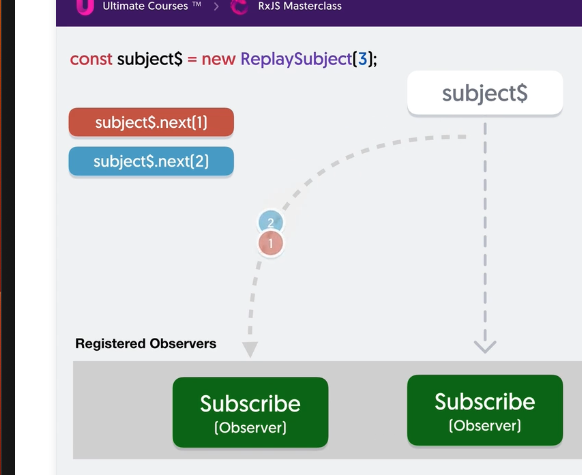 Ultimate Courses ™ > RxJS Masterclass
const subject$ = new ReplaySubject(3);
subject$
subject$.next(1)
subject$.next(2)
2
1
Registered Observers
Subscribe
(Observer)
Subscribe
(Observer)